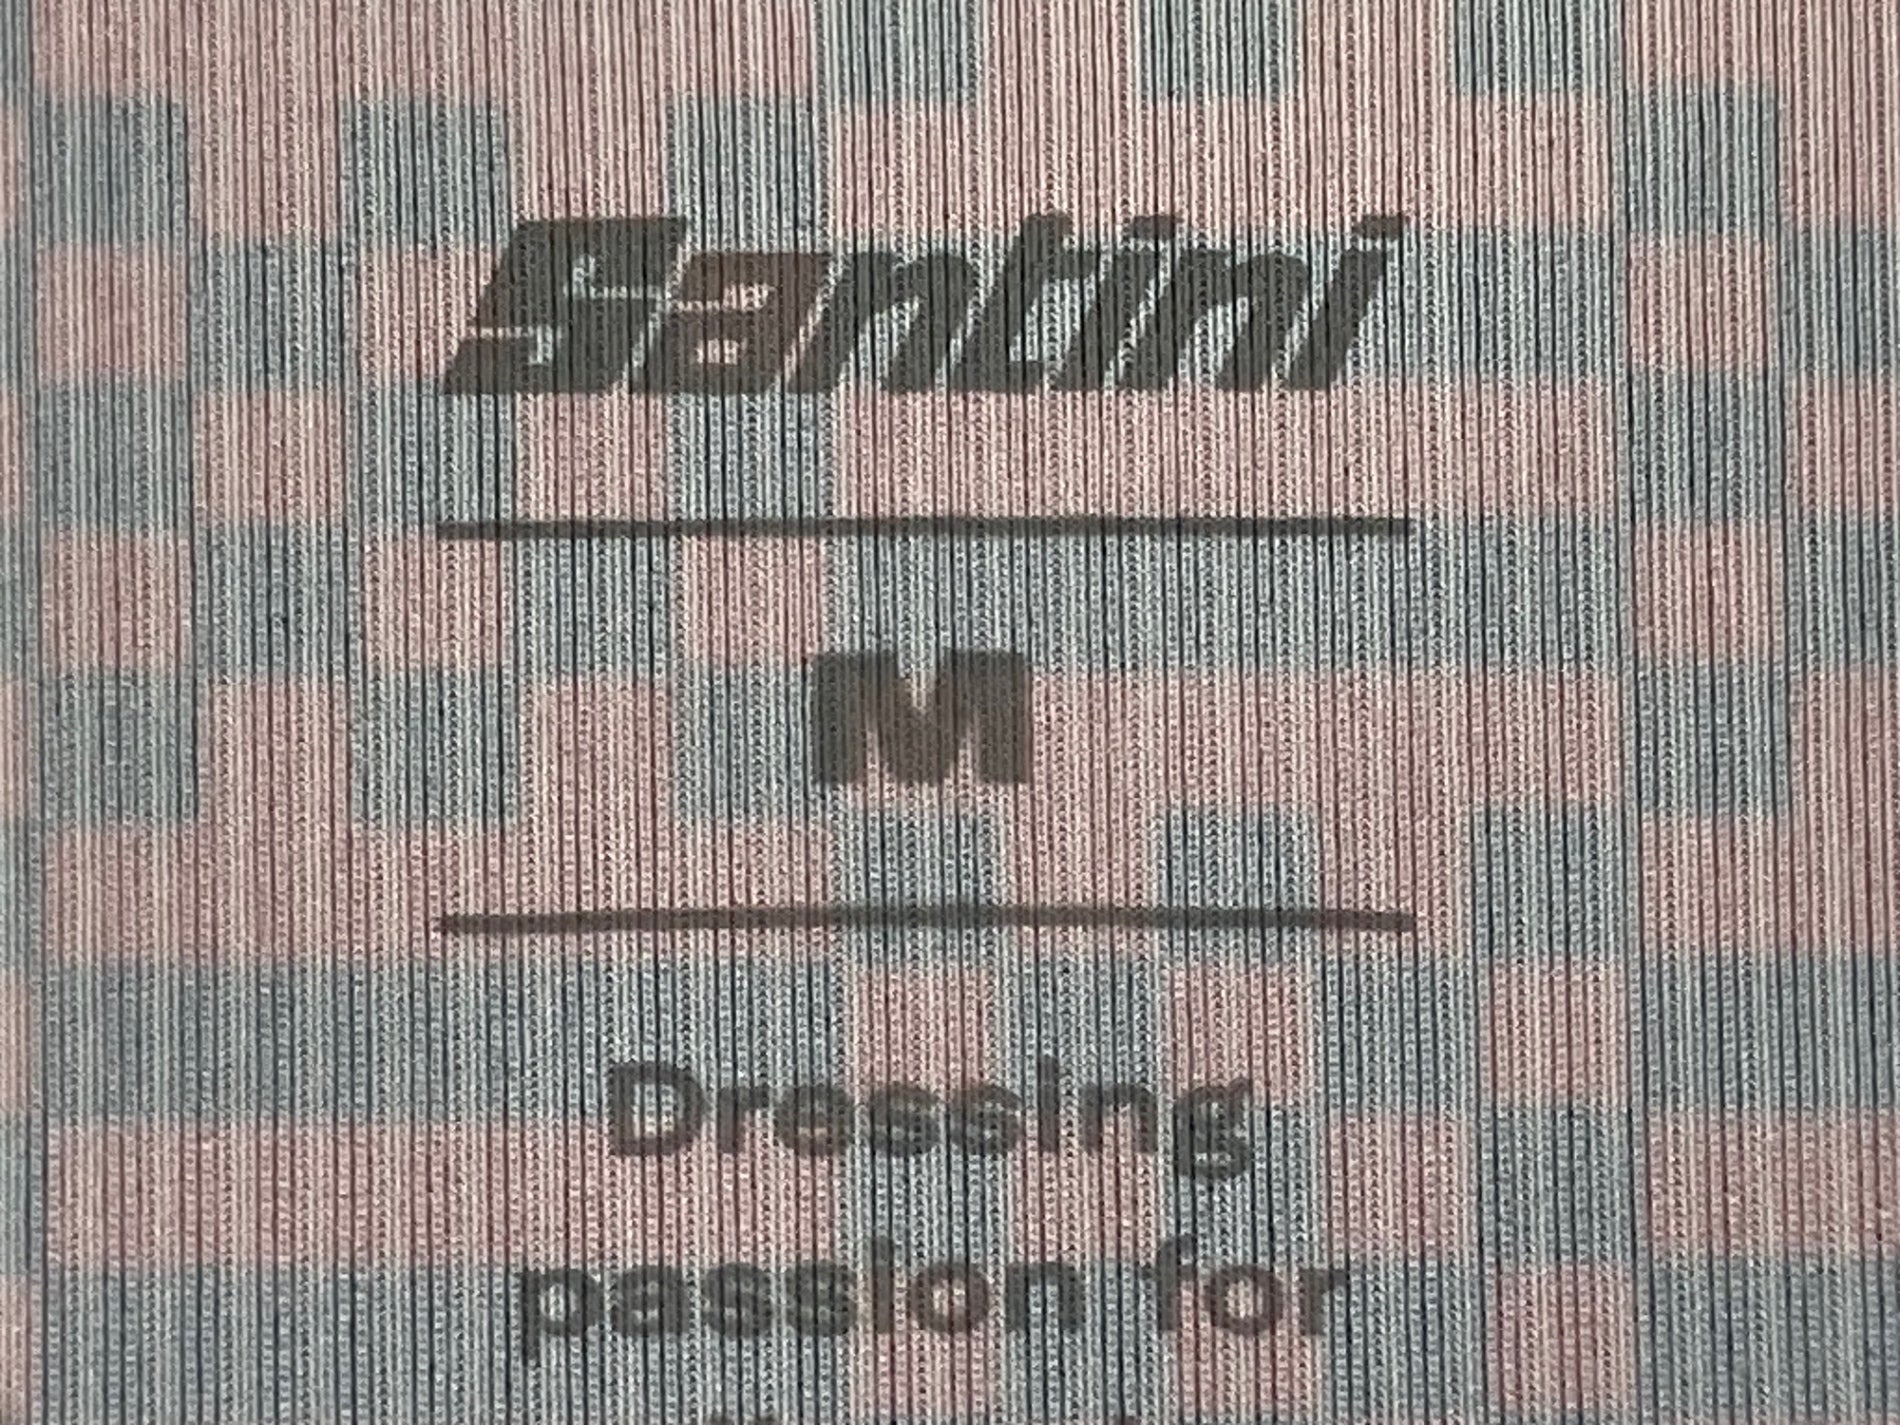 Santini
M
Dressing
passion for